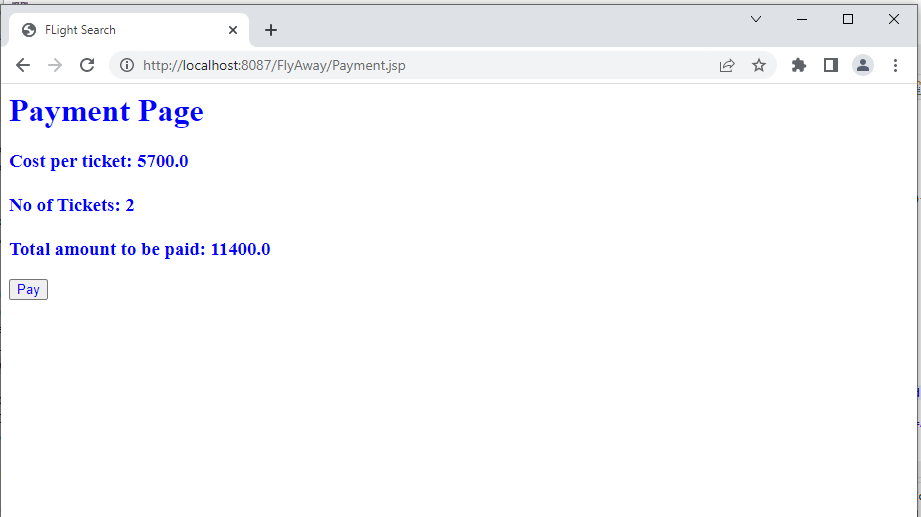 FLight Search
http://localhost:8087/FlyAway/Payment.jsp
Payment Page
Cost per ticket: 5700.0
No of Tickets: 2
Total amount to be paid: 11400.0
Pay